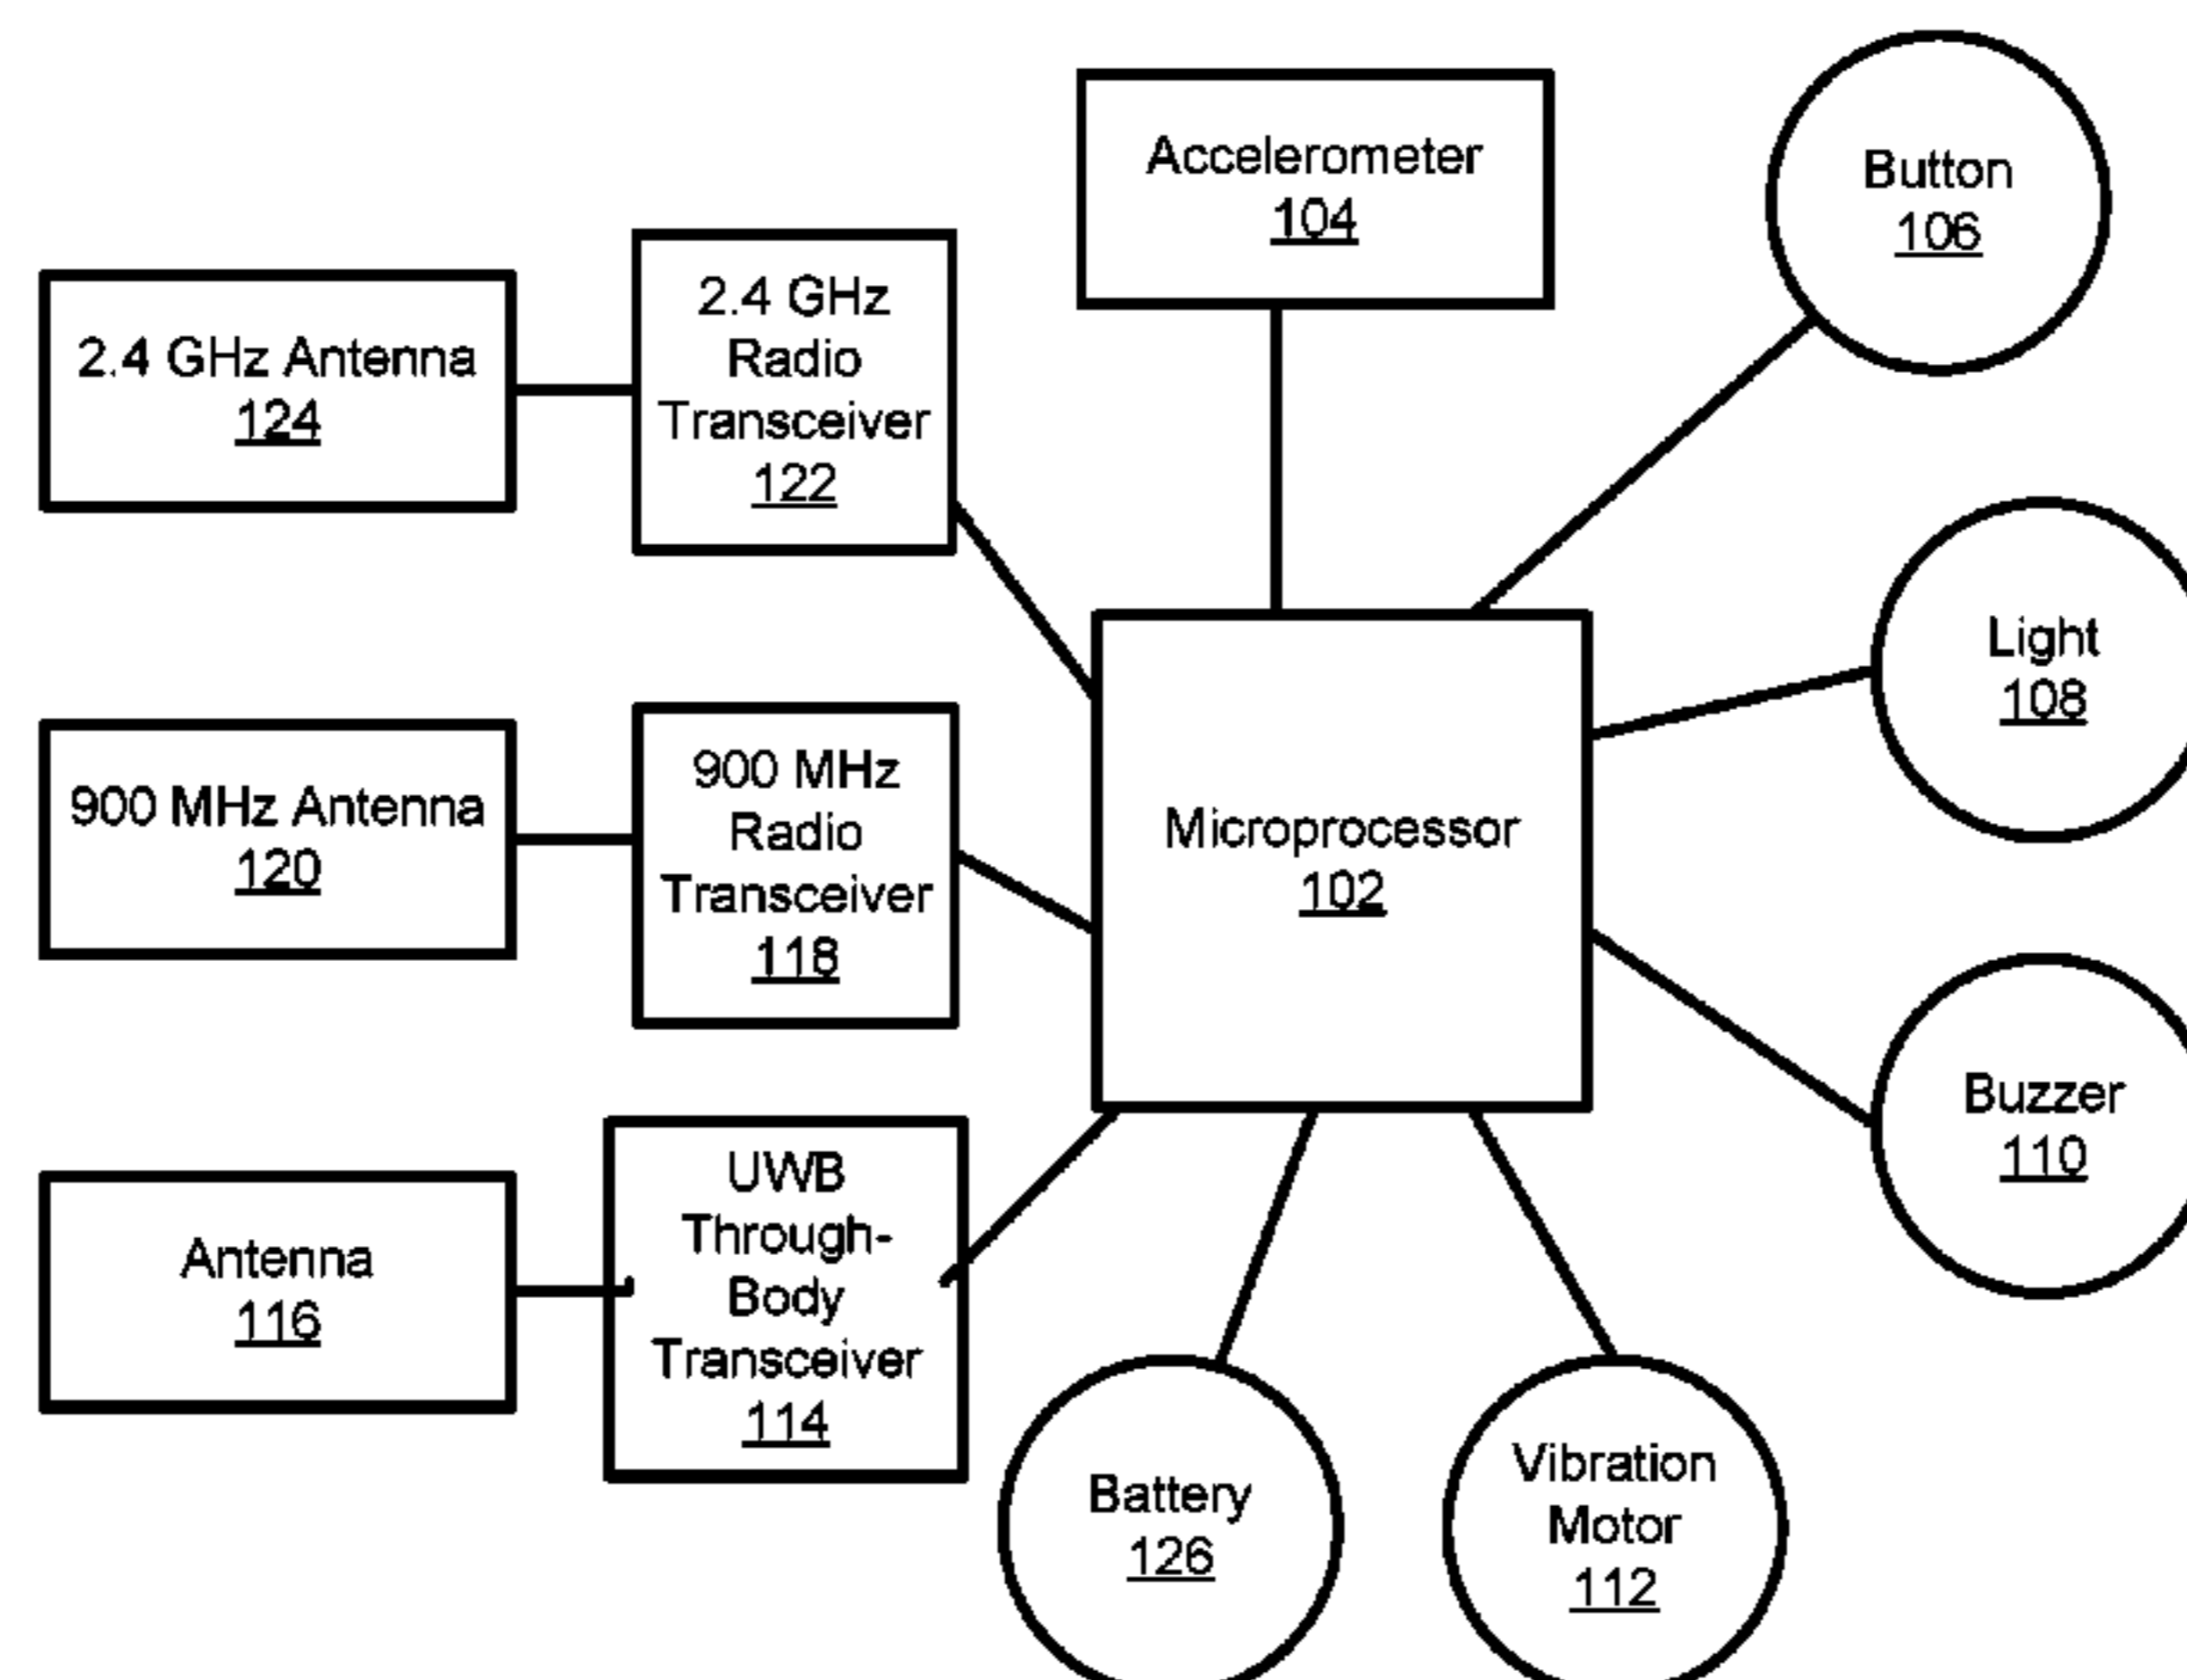 Accelerometer
104
Button
106
2.4 GHz Antenna
124
2.4 GHz
Radio
Transceiver
122
Light
108
900 MHz Antenna
120
900 MHz
Radio
Transceiver
118
Microprocessor
102
Buzzer
110
Antenna
116
UWB
Through-
Body
Transceiver
114
Battery
126
Vibration
Motor
112